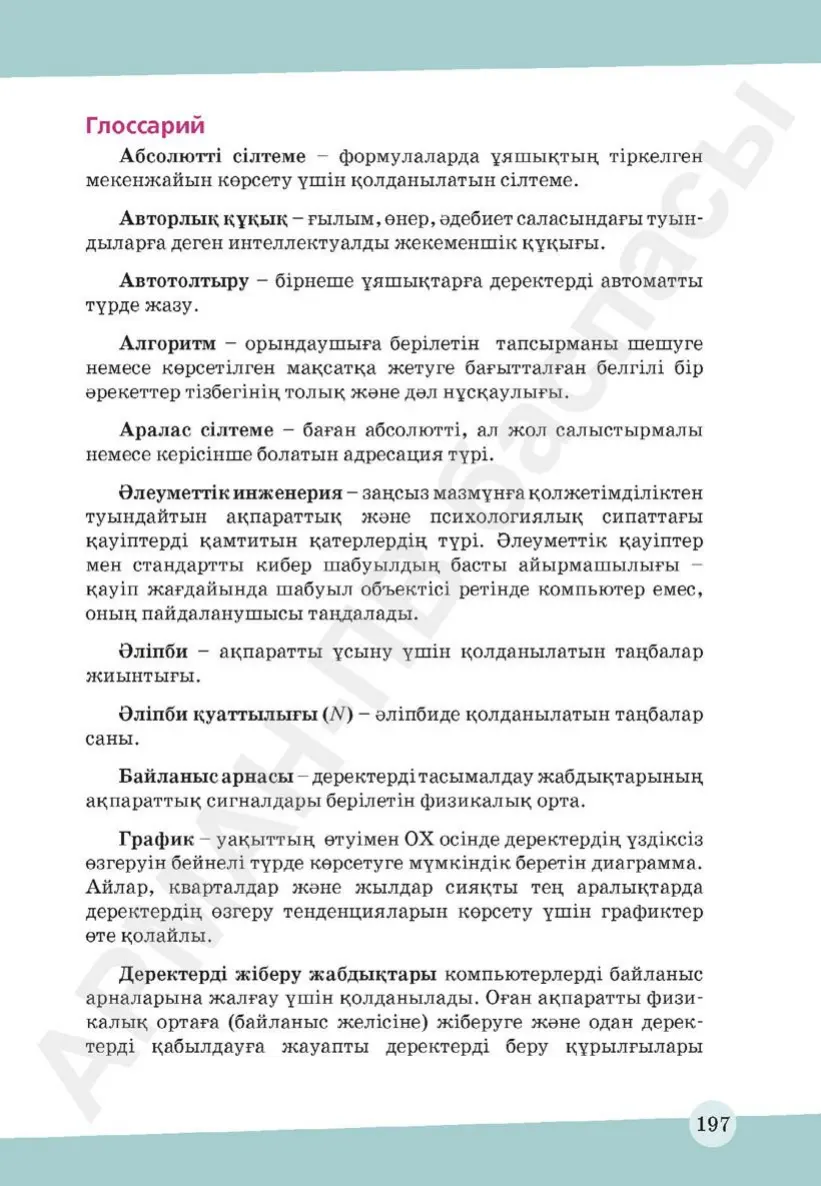 Глоссарий
Абсолютті сілтеме – формулаларда ұяшықтың тіркелген
мекенжайын көрсету үшін қолданылатын сілтеме.
Авторлық құқық – ғылым, өнер, әдебиет саласындағы туын-
дыларға деген интеллектуалды жекеменшік құқығы.
Автотолтыру – бірнеше ұяшықтарға деректерді автоматты
түрде жазу.
Алгоритм – орындаушыға берілетін тапсырманы шешуге
немесе көрсетілген мақсатқа жетуге бағытталған белгілі бір
әрекеттер тізбегінің толық және дәл нұсқаулығы.
Аралас сілтеме – баған абсолютті, ал жол салыстырмалы
немесе керісінше болатын адресация түрі.
Әлеуметтік инженерия – заңсыз мазмұнға қолжетімділіктен
туындайтын ақпараттық және психологиялық сипаттағы
қауіптерді қамтитын қатерлердің түрі. Әлеуметтік қауіптер
мен стандартты кибер шабуылдың басты айырмашылығы –
қауіп жағдайында шабуыл объектісі ретінде компьютер емес,
оның пайдаланушысы таңдалады.
Әліпби – ақпаратты ұсыну үшін қолданылатын таңбалар
жиынтығы.
Әліпби қуаттылығы (N) – әліпбиде қолданылатын таңбалар
саны.
Байланыс арнасы – деректерді тасымалдау жабдықтарының
ақпараттық сигналдары берілетін физикалық орта.
График – уақыттың өтуімен ОХ осінде деректердің үздіксіз
өзгеруін бейнелі түрде көрсетуге мүмкіндік беретін диаграмма.
Айлар, кварталдар және жылдар сияқты тең аралықтарда
деректердің өзгеру тенденцияларын көрсету үшін графиктер
өте қолайлы.
Деректерді жіберу жабдықтары компьютерлерді байланыс
арналарына жалғау үшін қолданылады. Оған ақпаратты физи-
калық ортаға (байланыс желісіне) жіберуге және одан дерек-
терді қабылдауға жауапты деректерді беру құрылғылары
197
АРМАН-ПВ баспасы